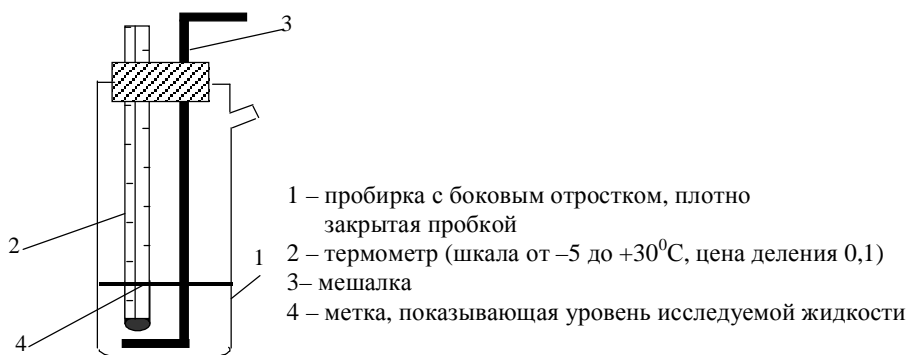 3
1 – пробирка с боковым отростком, плотно
закрытая пробкой
2 – термометр (шкала от –5 до +30⁰С, цена деления 0,1)
3– мешалка
4 – метка, показывающая уровень исследуемой жидкости
2
1
4